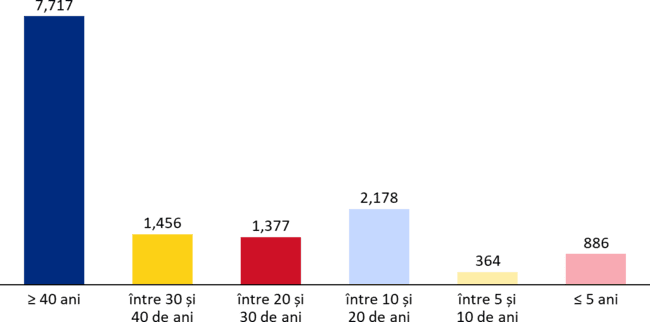 7,717
1,456
1,377
2,178
364
886
≥ 40 ani
între 30 și
40 de ani
între 20 și
30 de ani
între 10 și
20 de ani
între 5 și
10 de ani
≤ 5 ani